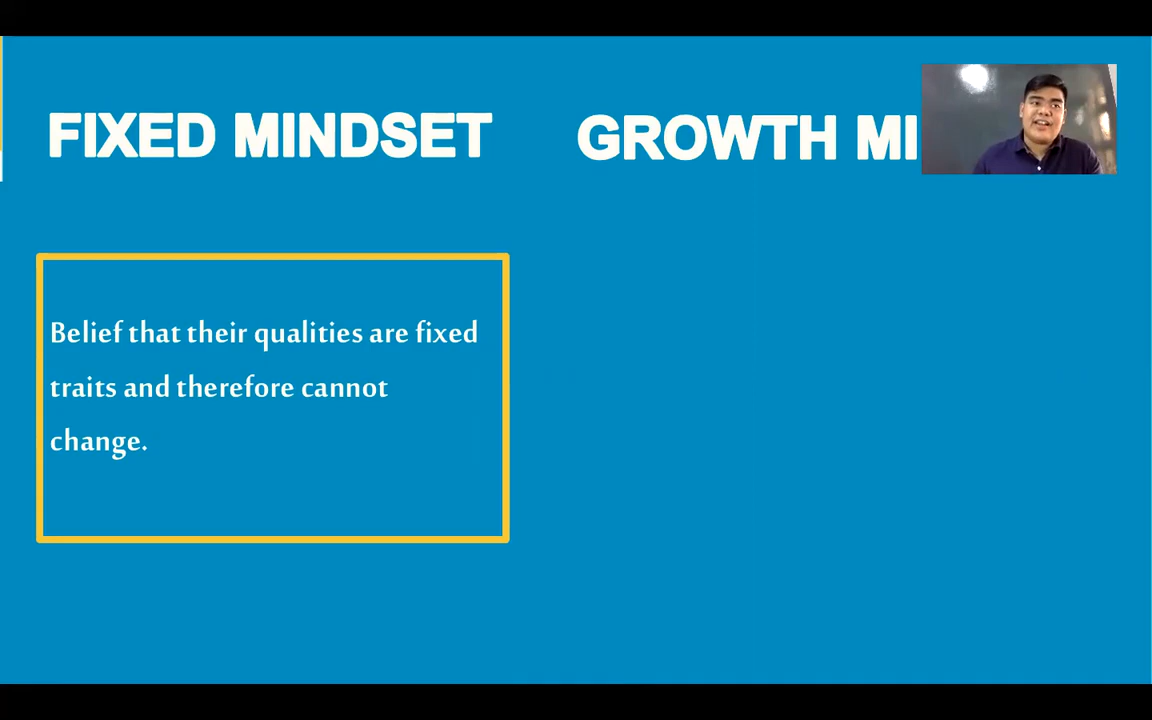 FIXED MINDSET
GROWTH MI
Belief that their qualities are fixed
traits and therefore cannot
change.